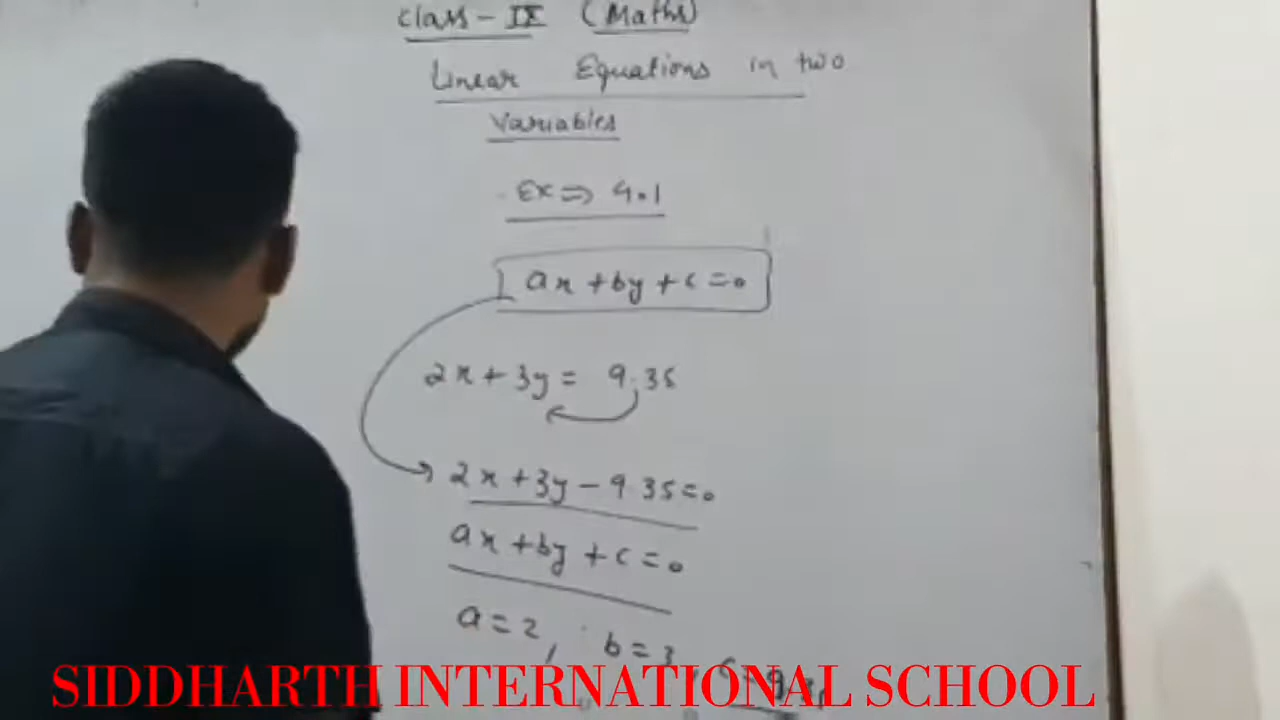 Class - IX (Maths)
Linear Equations in two
Variables
Ex ⇒ 4.1
ax + by + c = 0
2x + 3y = 9.35
2x + 3y - 9.35 = 0
ax + by + c = 0
a = 2, b = 3,
SIDDHARTH INTERNATIONAL SCHOOL